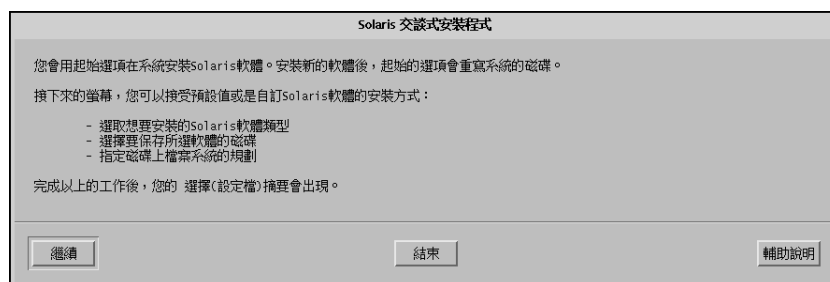 Solaris 交談式安裝程式
您會用起始選項在系統安裝Solaris軟體。安裝新的軟體後，起始的選項會重寫系統的磁碟。
接下來的螢幕，您可以接受預設值或是自訂Solaris軟體的安裝方式：
- 選取想要安裝的Solaris軟體類型
- 選擇要保存所選軟體的磁碟
- 指定磁碟上檔案系統的規劃
完成以上的工作後，您的 選擇(設定檔)摘要會出現。
繼續 結束 輔助說明